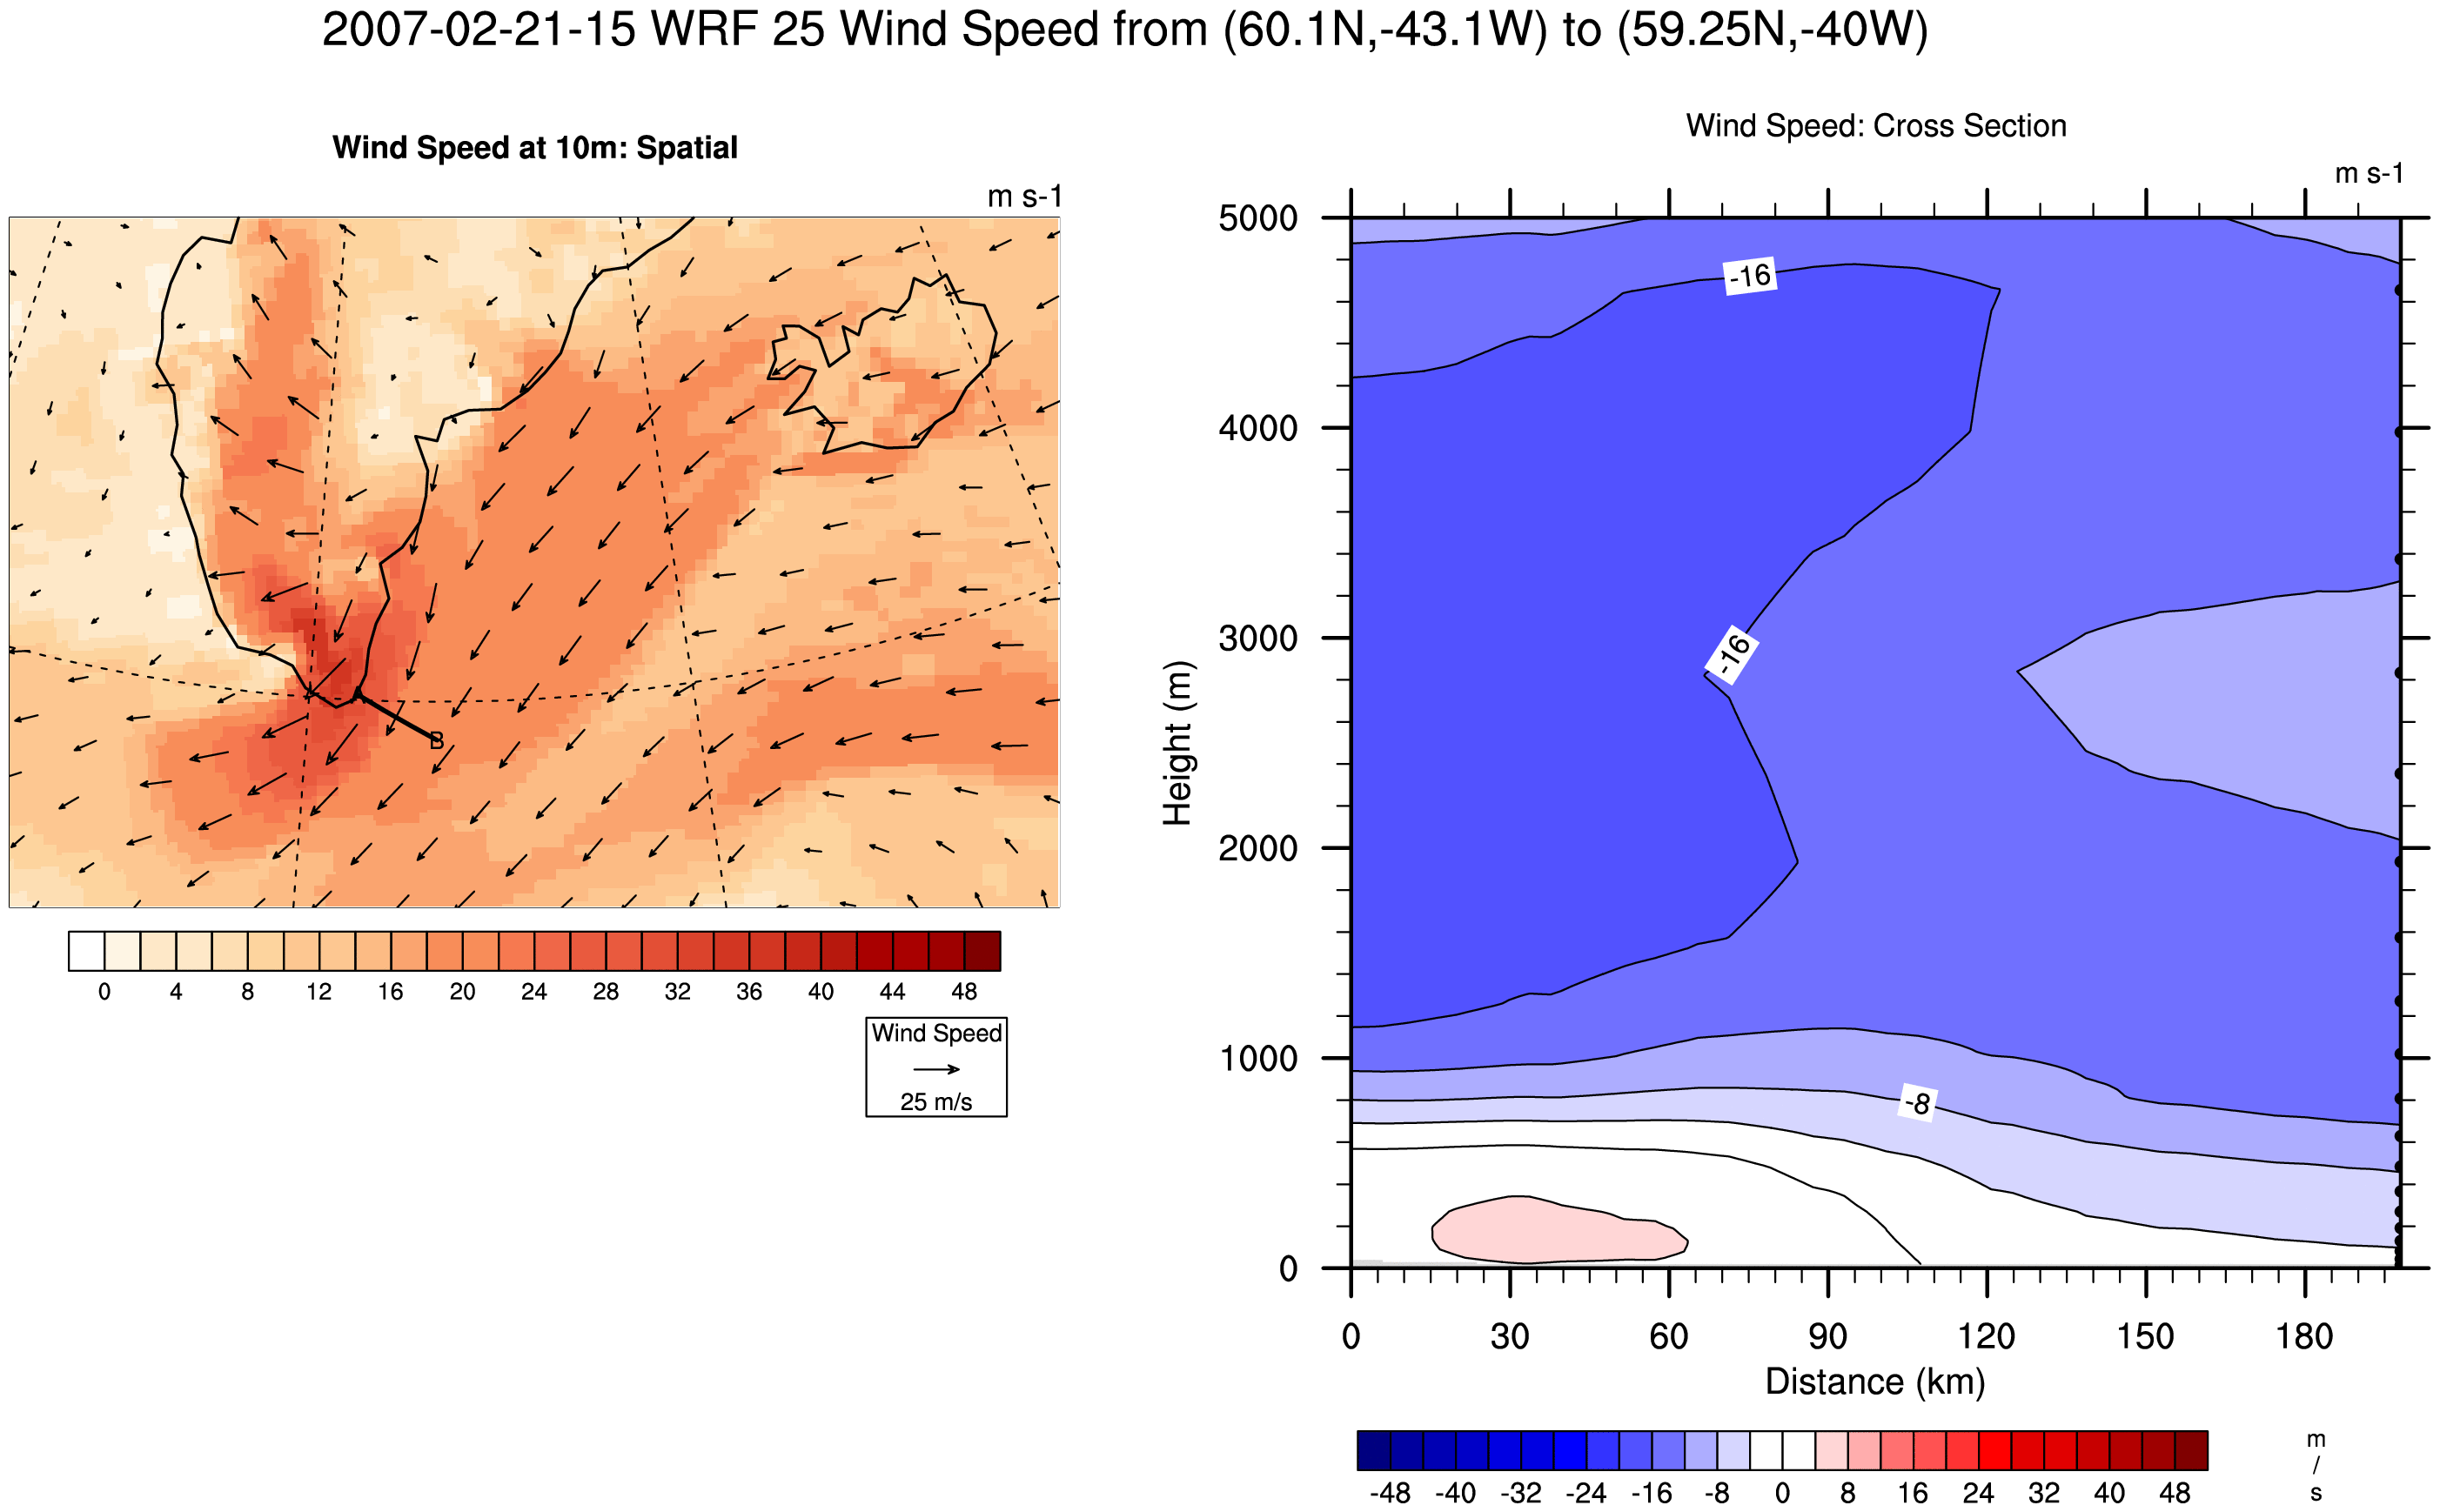 2007-02-21-15 WRF 25 Wind Speed from (60.1N,-43.1W) to (59.25N,-40W)
Wind Speed at 10m: Spatial
m s-1
A
B
0 4 8 12 16 20 24 28 32 36 40 44 48
Wind Speed
25 m/s
Wind Speed: Cross Section
m s-1
5000
4000
3000
2000
1000
0
Height (m)
-16
-16
-8
0 30 60 90 120 150 180
Distance (km)
-48 -40 -32 -24 -16 -8 0 8 16 24 32 40 48
m
/
s